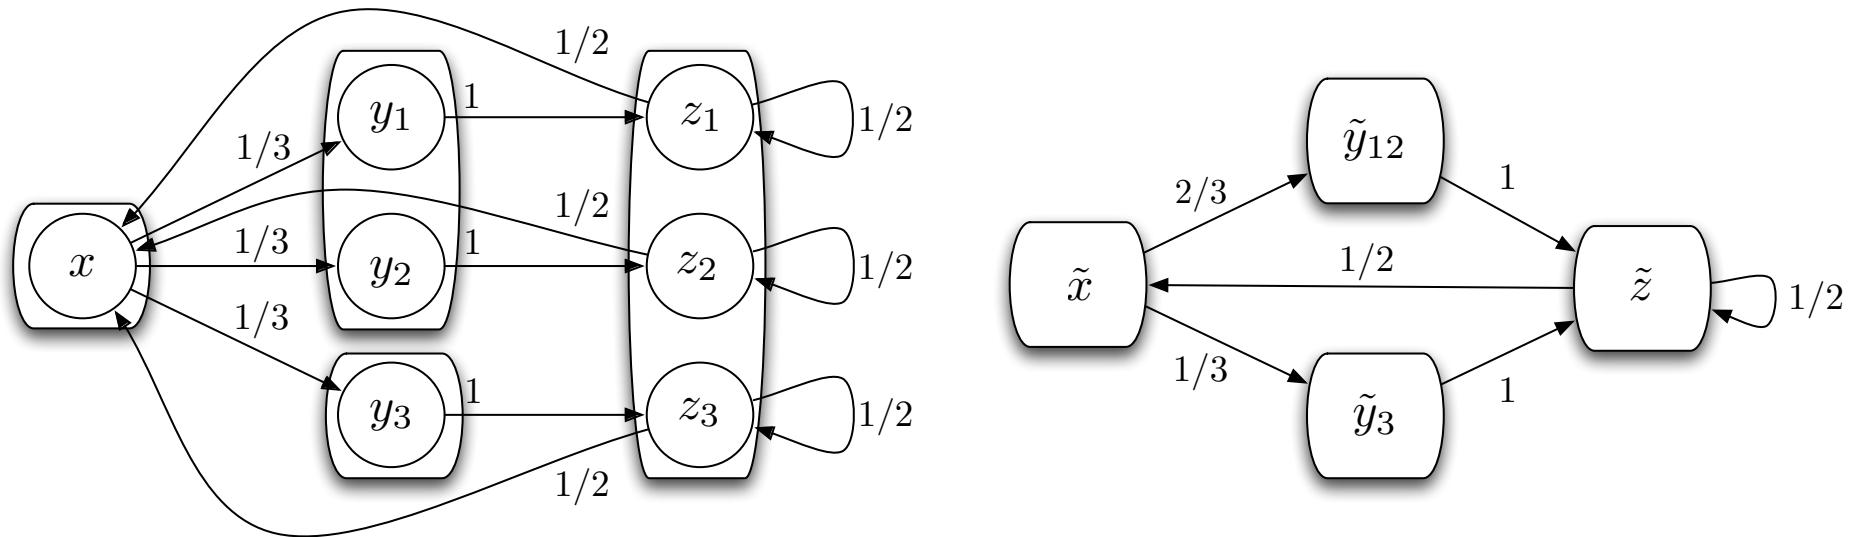 1/2
y₁
1
z₁
1/2
1/3
1/2
x
1/3
y₂
1
z₂
1/2
1/3
y₃
1
z₃
1/2
1/2
ỹ₁₂
2/3
1
x̃
1/2
z̃
1/2
1/3
ỹ₃
1